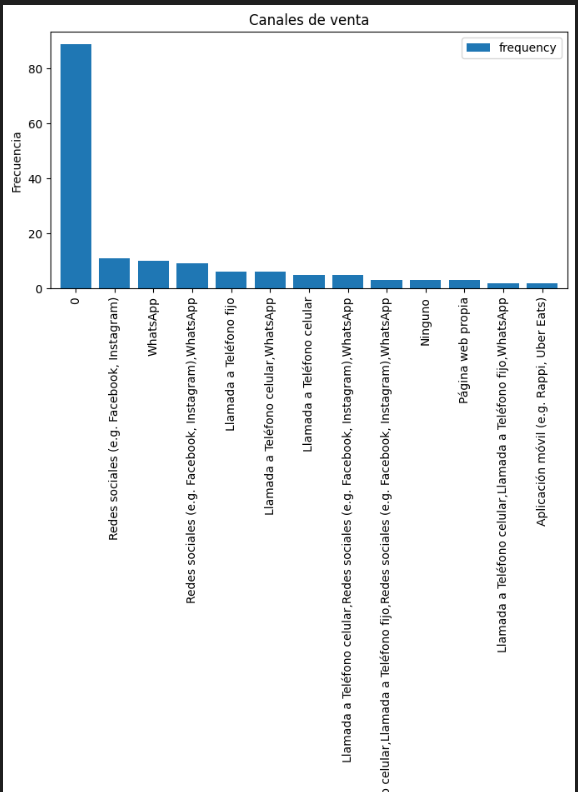 Canales de venta
frequency
Frecuencia
80
60
40
20
0
0
Redes sociales (e.g. Facebook, Instagram)
WhatsApp
Redes sociales (e.g. Facebook, Instagram),WhatsApp
Llamada a Teléfono fijo
Llamada a Teléfono celular,WhatsApp
Llamada a Teléfono celular
Llamada a Teléfono celular,Redes sociales (e.g. Facebook, Instagram),WhatsApp
o celular,Llamada a Teléfono fijo,Redes sociales (e.g. Facebook, Instagram),WhatsApp
Ninguno
Página web propia
Llamada a Teléfono celular,Llamada a Teléfono fijo,WhatsApp
Aplicación móvil (e.g. Rappi, Uber Eats)